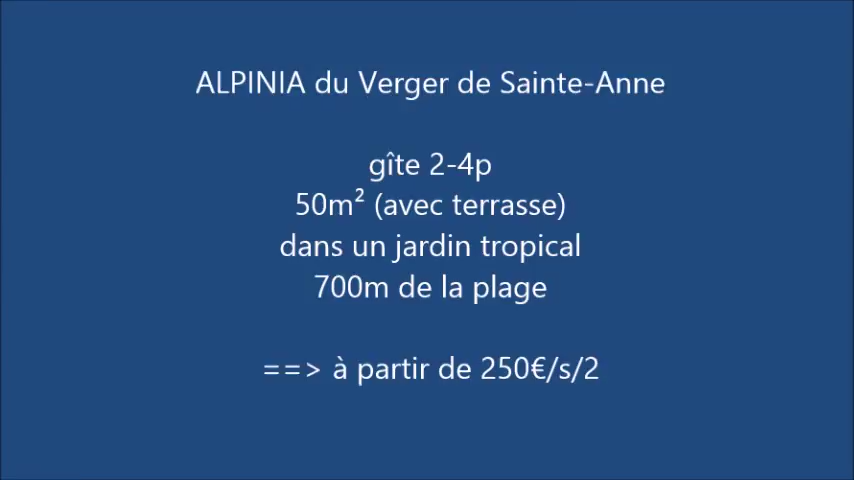 ALPINIA du Verger de Sainte-Anne
gîte 2-4p
50m² (avec terrasse)
dans un jardin tropical
700m de la plage
==> à partir de 250€/s/2